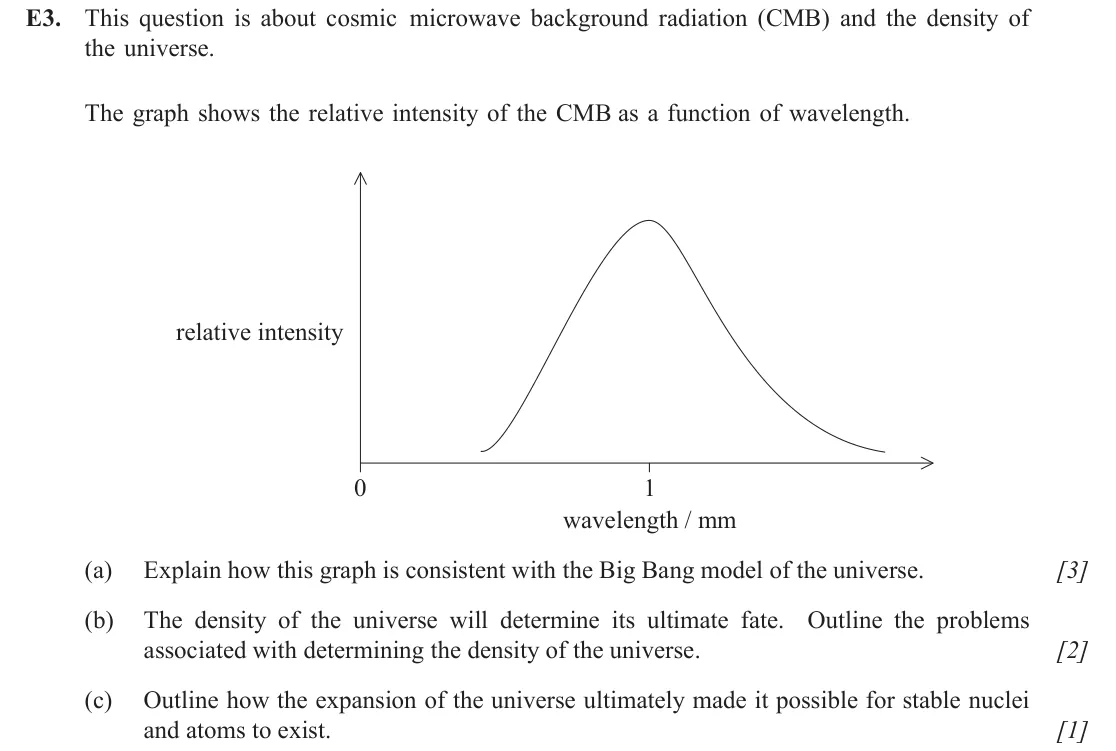 E3. This question is about cosmic microwave background radiation (CMB) and the density of
the universe.
The graph shows the relative intensity of the CMB as a function of wavelength.
relative intensity
0 1
wavelength / mm
(a) Explain how this graph is consistent with the Big Bang model of the universe. [3]
(b) The density of the universe will determine its ultimate fate. Outline the problems
associated with determining the density of the universe. [2]
(c) Outline how the expansion of the universe ultimately made it possible for stable nuclei
and atoms to exist. [1]